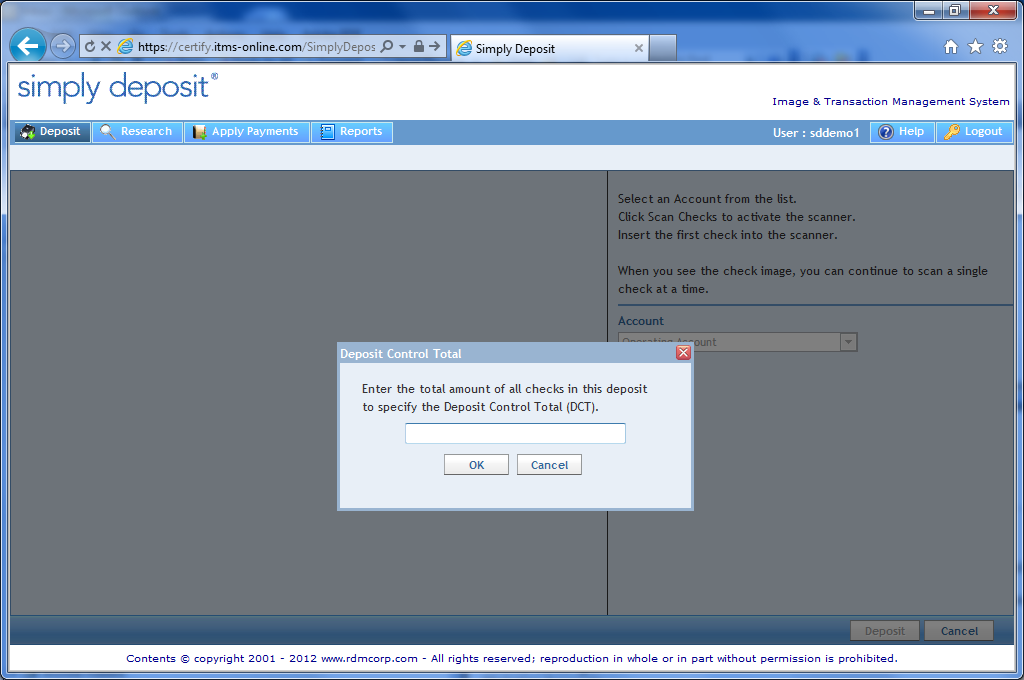 https://certify.itms-online.com/SimplyDepos
Simply Deposit
simply deposit®
Image & Transaction Management System
Deposit Research Apply Payments Reports User : sddemo1 Help Logout
Select an Account from the list.
Click Scan Checks to activate the scanner.
Insert the first check into the scanner.
When you see the check image, you can continue to scan a single
check at a time.
Account
Operating Account
Deposit Control Total
Enter the total amount of all checks in this deposit
to specify the Deposit Control Total (DCT).
OK Cancel
Deposit Cancel
Contents © copyright 2001 - 2012 www.rdmcorp.com - All rights reserved; reproduction in whole or in part without permission is prohibited.